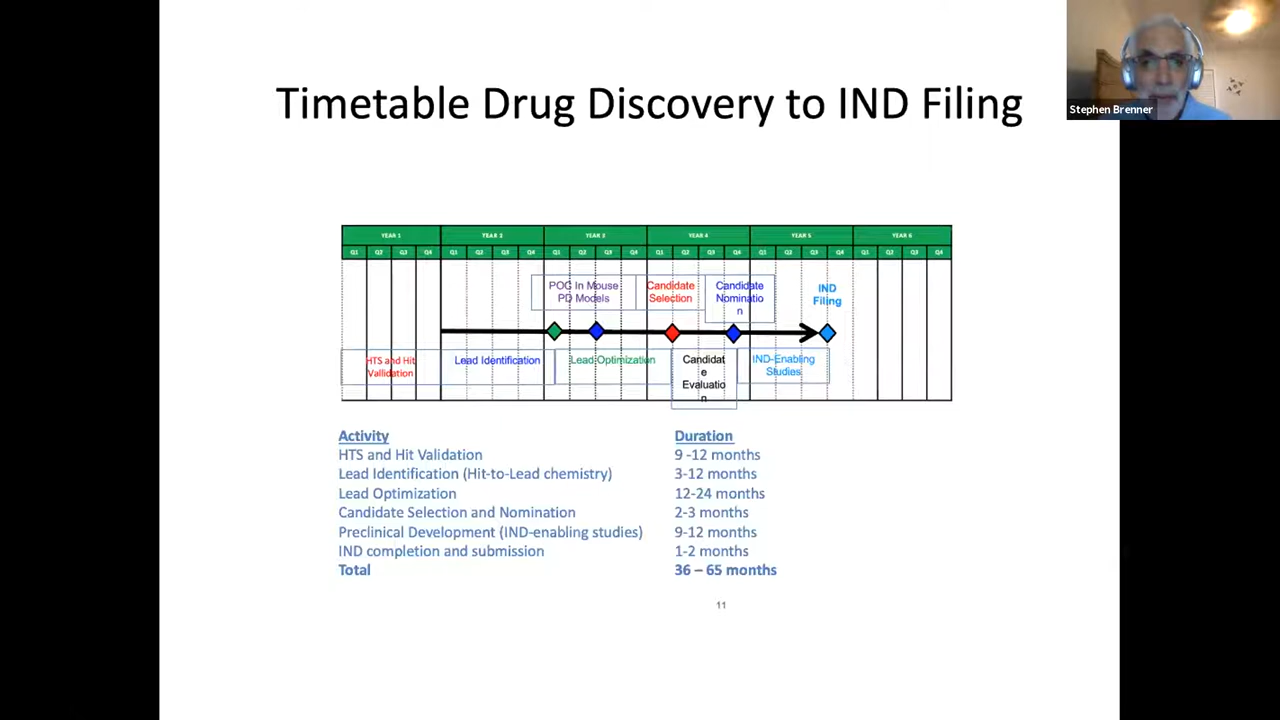 Stephen Brenner
Timetable Drug Discovery to IND Filing
YEAR 1 YEAR 2 YEAR 3 YEAR 4 YEAR 5 YEAR 6
Q1 Q2 Q3 Q4 Q1 Q2 Q3 Q4 Q1 Q2 Q3 Q4 Q1 Q2 Q3 Q4 Q1 Q2 Q3 Q4 Q1 Q2 Q3 Q4
POC In Mouse
PD Models
Candidate
Selection
Candidate
Nominatio
n
IND
Filing
HTS and Hit
Vallidation
Lead Identification
Lead Optimization
Candidat
e
Evaluatio
n
IND-Enabling
Studies
Activity Duration
HTS and Hit Validation 9 -12 months
Lead Identification (Hit-to-Lead chemistry) 3-12 months
Lead Optimization 12-24 months
Candidate Selection and Nomination 2-3 months
Preclinical Development (IND-enabling studies) 9-12 months
IND completion and submission 1-2 months
Total 36 – 65 months
11